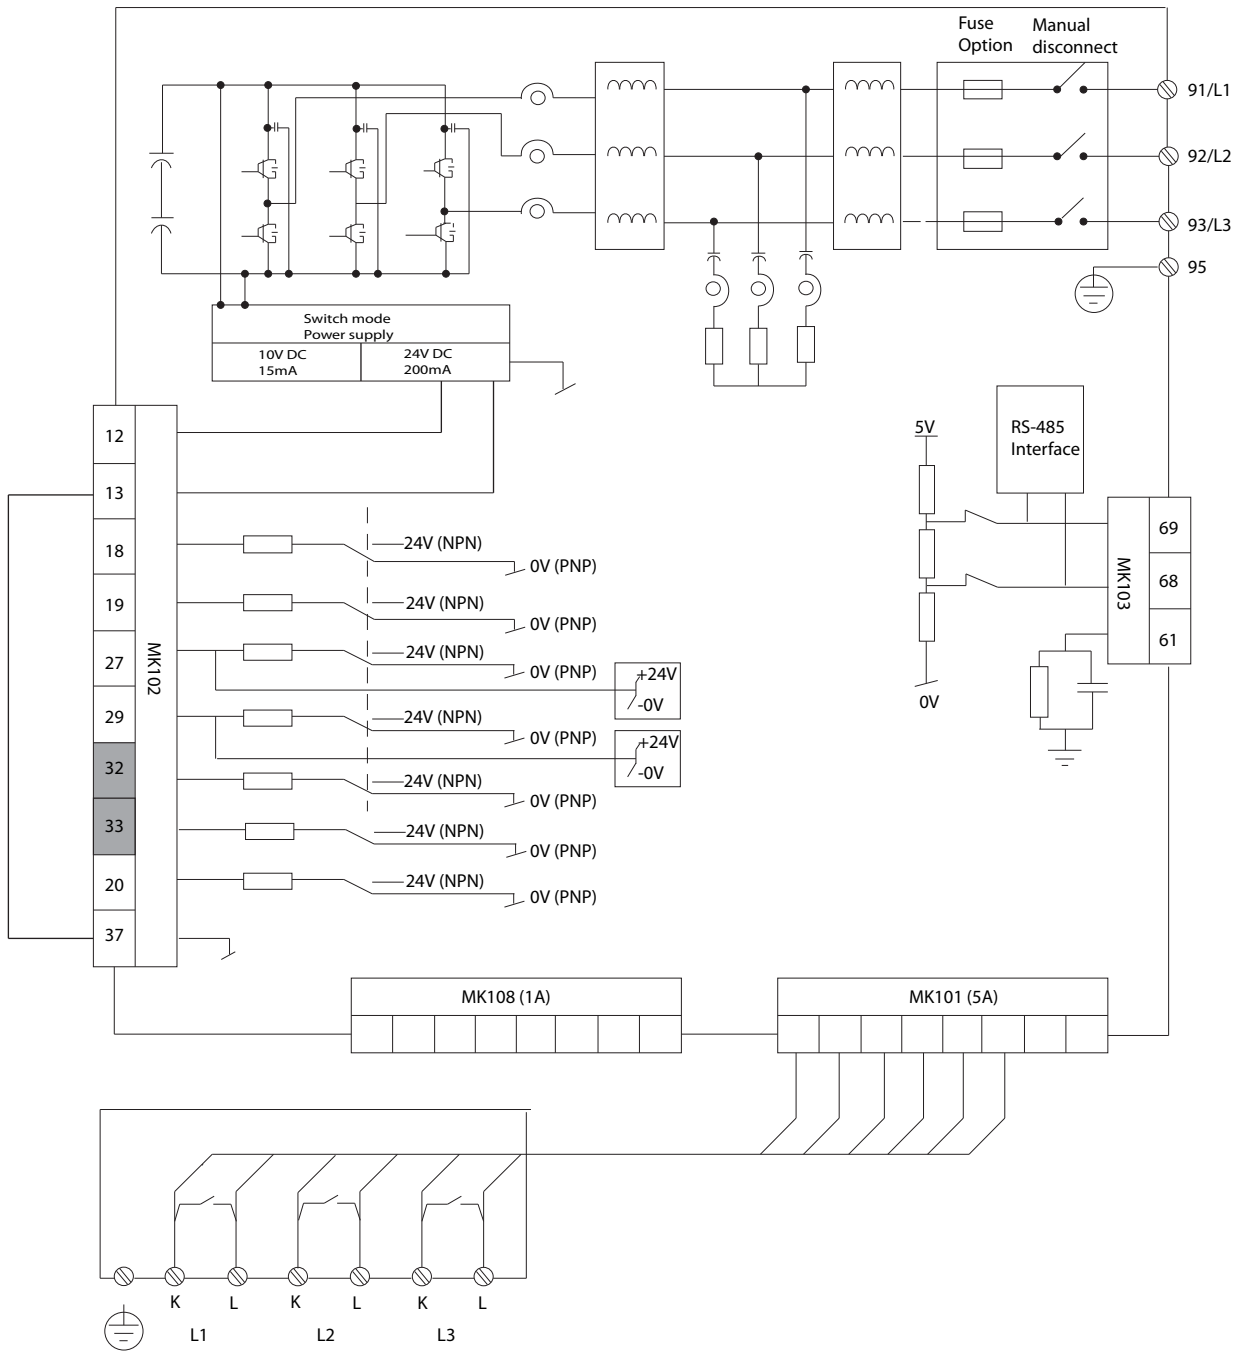 Fuse
Option
Manual
disconnect
91/L1
92/L2
93/L3
95
Switch mode
Power supply
10V DC
15mA
24V DC
200mA
12
13
18
19
27
29
32
33
20
37
MK102
24V (NPN)
0V (PNP)
24V (NPN)
0V (PNP)
24V (NPN)
0V (PNP)
+24V
-0V
24V (NPN)
0V (PNP)
+24V
-0V
24V (NPN)
0V (PNP)
24V (NPN)
0V (PNP)
24V (NPN)
0V (PNP)
5V
0V
RS-485
Interface
MK103
69
68
61
MK108 (1A)
MK101 (5A)
K
L
K
L
K
L
L1
L2
L3